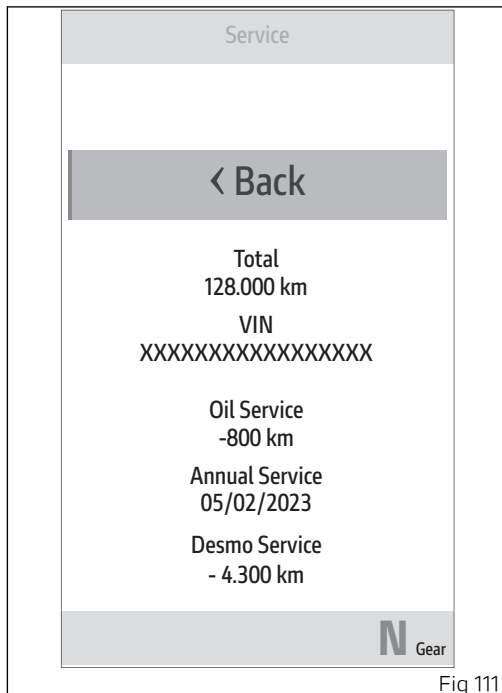 Service
‹ Back
Total
128.000 km
VIN
XXXXXXXXXXXXXXXXX
Oil Service
-800 km
Annual Service
05/02/2023
Desmo Service
- 4.300 km
N Gear
Fig 111